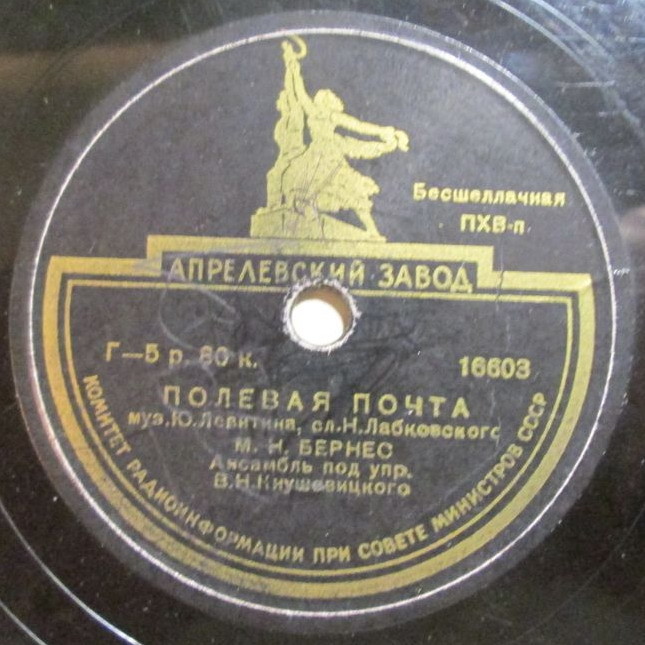 Бесшеллачная
ПХВ-п
АПРЕЛЕВСКИЙ ЗАВОД
Г—5 р. 80 к.
16603
ПОЛЕВАЯ ПОЧТА
муз.Ю.Левитина, сл.Н.Лабковского
М. Н. БЕРНЕС
Ансамбль под упр.
В.Н.Кнушевицкого
КОМИТЕТ РАДИОИНФОРМАЦИИ ПРИ СОВЕТЕ МИНИСТРОВ СССР